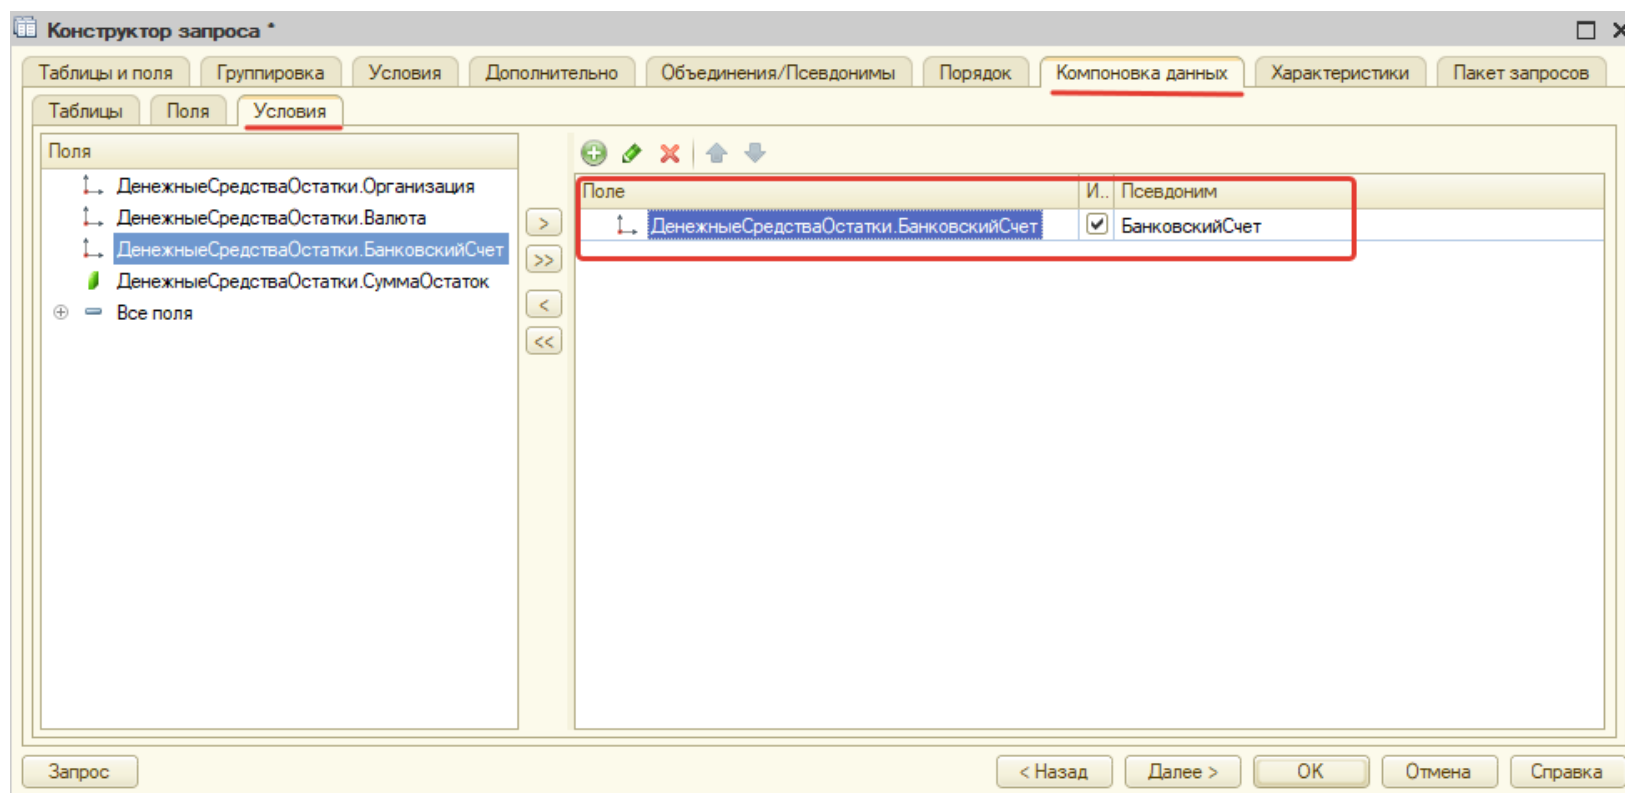 Конструктор запроса *
Таблицы и поля Группировка Условия Дополнительно Объединения/Псевдонимы Порядок Компоновка данных Характеристики Пакет запросов
Таблицы Поля Условия
Поля
ДенежныеСредстваОстатки.Организация
ДенежныеСредстваОстатки.Валюта
ДенежныеСредстваОстатки.БанковскийСчет
ДенежныеСредстваОстатки.СуммаОстаток
Все поля
>
>>
<
<<
Поле И.. Псевдоним
ДенежныеСредстваОстатки.БанковскийСчет БанковскийСчет
Запрос < Назад Далее > ОК Отмена Справка